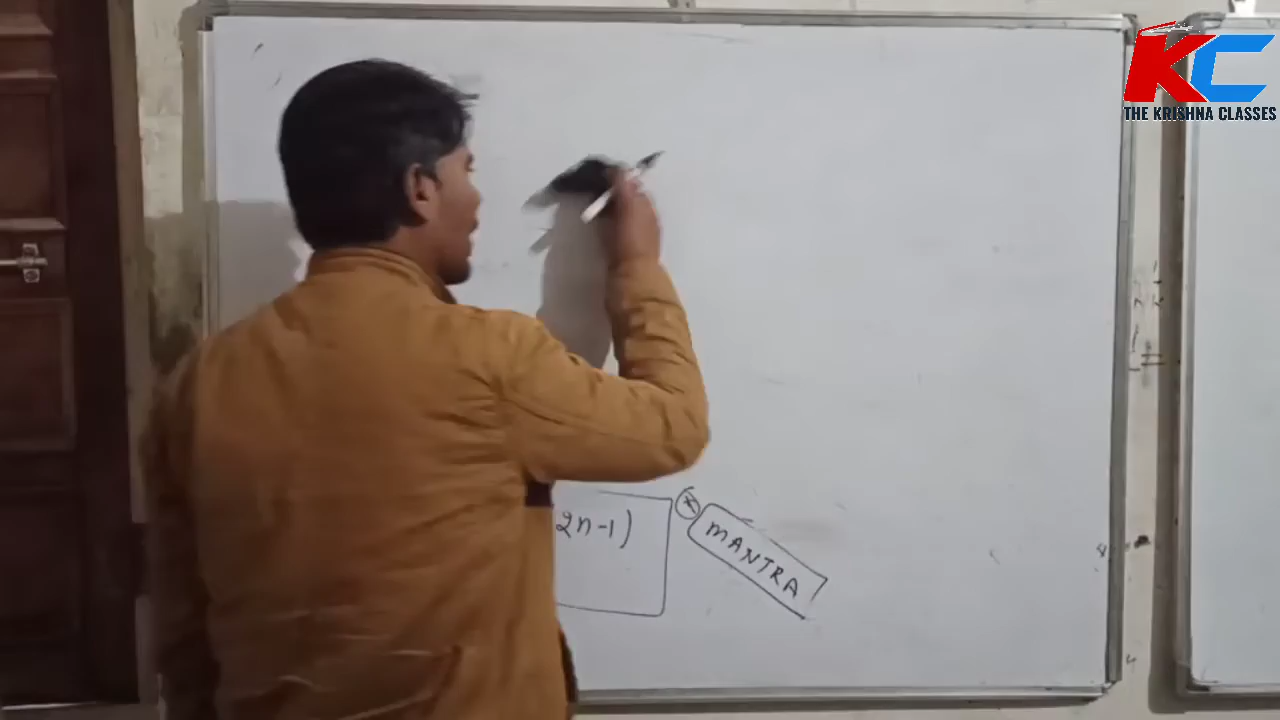 KC
THE KRISHNA CLASSES
2n-1)
* MANTRA